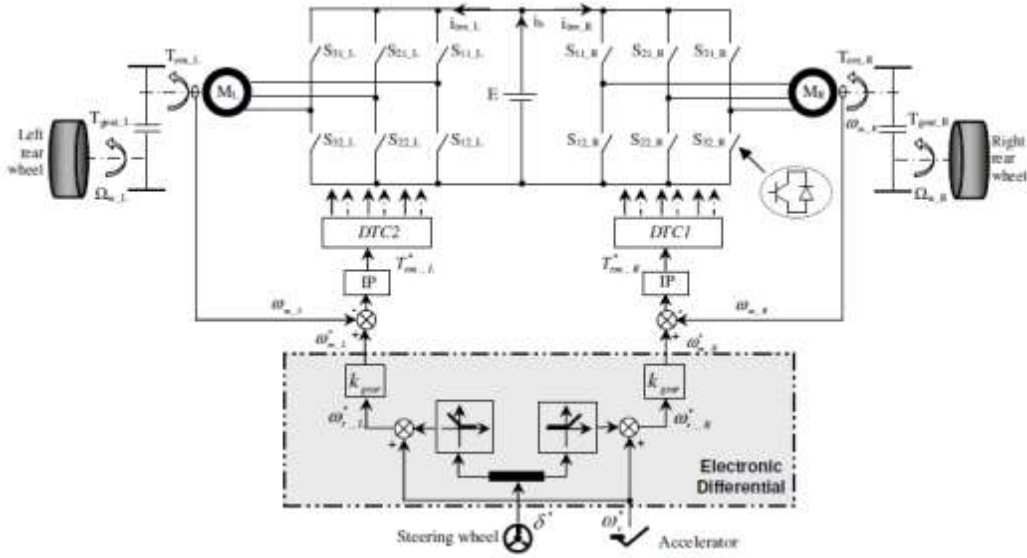 i_inv_L
i_b
i_inv_R
S_31_L S_21_L S_11_L
S_11_R S_21_R S_31_R
T_em_L
T_em_R
M_L
E
M_R
ω_m_R
T_gear_L
T_gear_R
Left
rear
wheel
Right
rear
wheel
S_32_L S_22_L S_12_L
S_12_R S_22_R S_32_R
Ω_w_L
Ω_w_R
DTC2
DTC1
T*_em_L
T*_em_R
IP
IP
ω_m_L
ω_m_R
-
-
+
+
ω*_m_L
ω*_m_R
k_gear
k_gear
ω*_r_L
ω*_r_R
+
+
Electronic
Differential
δ*
Steering wheel
Accelerator